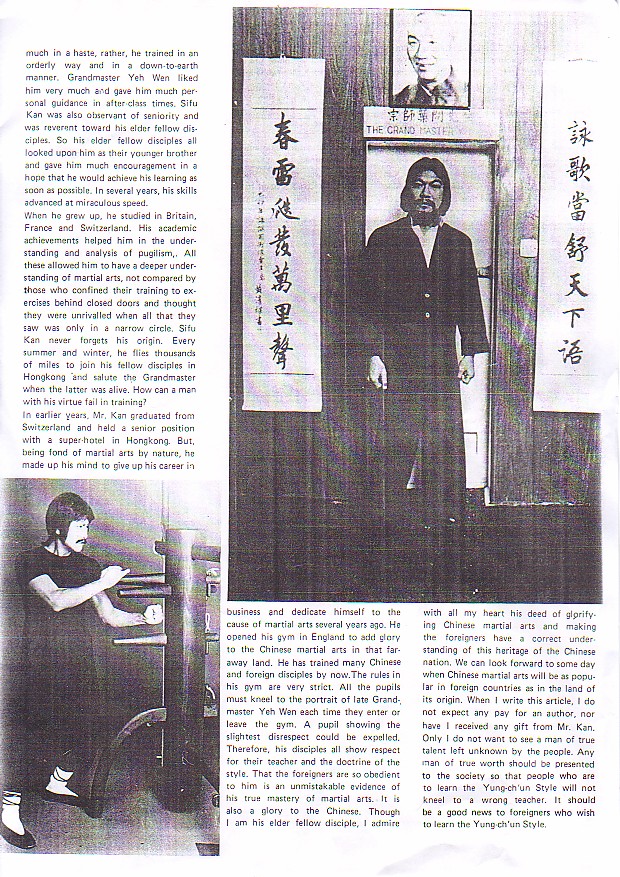 much in a haste, rather, he trained in an
orderly way and in a down-to-earth
manner. Grandmaster Yeh Wen liked
him very much and gave him much per-
sonal guidance in after-class times. Sifu
Kan was also observant of seniority and
was reverent toward his elder fellow dis-
ciples. So his elder fellow disciples all
looked upon him as their younger brother
and gave him much encouragement in a
hope that he would achieve his learning as
soon as possible. In several years, his skills
advanced at miraculous speed.
When he grew up, he studied in Britain,
France and Switzerland. His academic
achievements helped him in the under-
standing and analysis of pugilism,. All
these allowed him to have a deeper under-
standing of martial arts, not compared by
those who confined their training to ex-
ercises behind closed doors and thought
they were unrivalled when all that they
saw was only in a narrow circle. Sifu
Kan never forgets his origin. Every
summer and winter, he flies thousands
of miles to join his fellow disciples in
Hongkong and salute the Grandmaster
when the latter was alive. How can a man
with his virtue fail in training?
In earlier years, Mr. Kan graduated from
Switzerland and held a senior position
with a super-hotel in Hongkong. But,
being fond of martial arts by nature, he
made up his mind to give up his career in
宗師葉問
THE GRAND MASTER
詠歌當舒天下語
春雷 發萬里聲
business and dedicate himself to the
cause of martial arts several years ago. He
opened his gym in England to add glory
to the Chinese martial arts in that far-
away land. He has trained many Chinese
and foreign disciples by now.The rules in
his gym are very strict. All the pupils
must kneel to the portrait of late Grand-
master Yeh Wen each time they enter or
leave the gym. A pupil showing the
slightest disrespect could be expelled.
Therefore, his disciples all show respect
for their teacher and the doctrine of the
style. That the foreigners are so obedient
to him is an unmistakable evidence of
his true mastery of martial arts. It is
also a glory to the Chinese. Though
I am his elder fellow disciple, I admire
with all my heart his deed of glorify-
ing Chinese martial arts and making
the foreigners have a correct under-
standing of this heritage of the Chinese
nation. We can look forward to some day
when Chinese martial arts will be as popu-
lar in foreign countries as in the land of
its origin. When I write this article, I do
not expect any pay for an author, nor
have I received any gift from Mr. Kan.
Only I do not want to see a man of true
talent left unknown by the people. Any
man of true worth should be presented
to the society so that people who are
to learn the Yung-ch'un Style will not
kneel to a wrong teacher. It should
be a good news to foreigners who wish
to learn the Yung-ch'un Style.